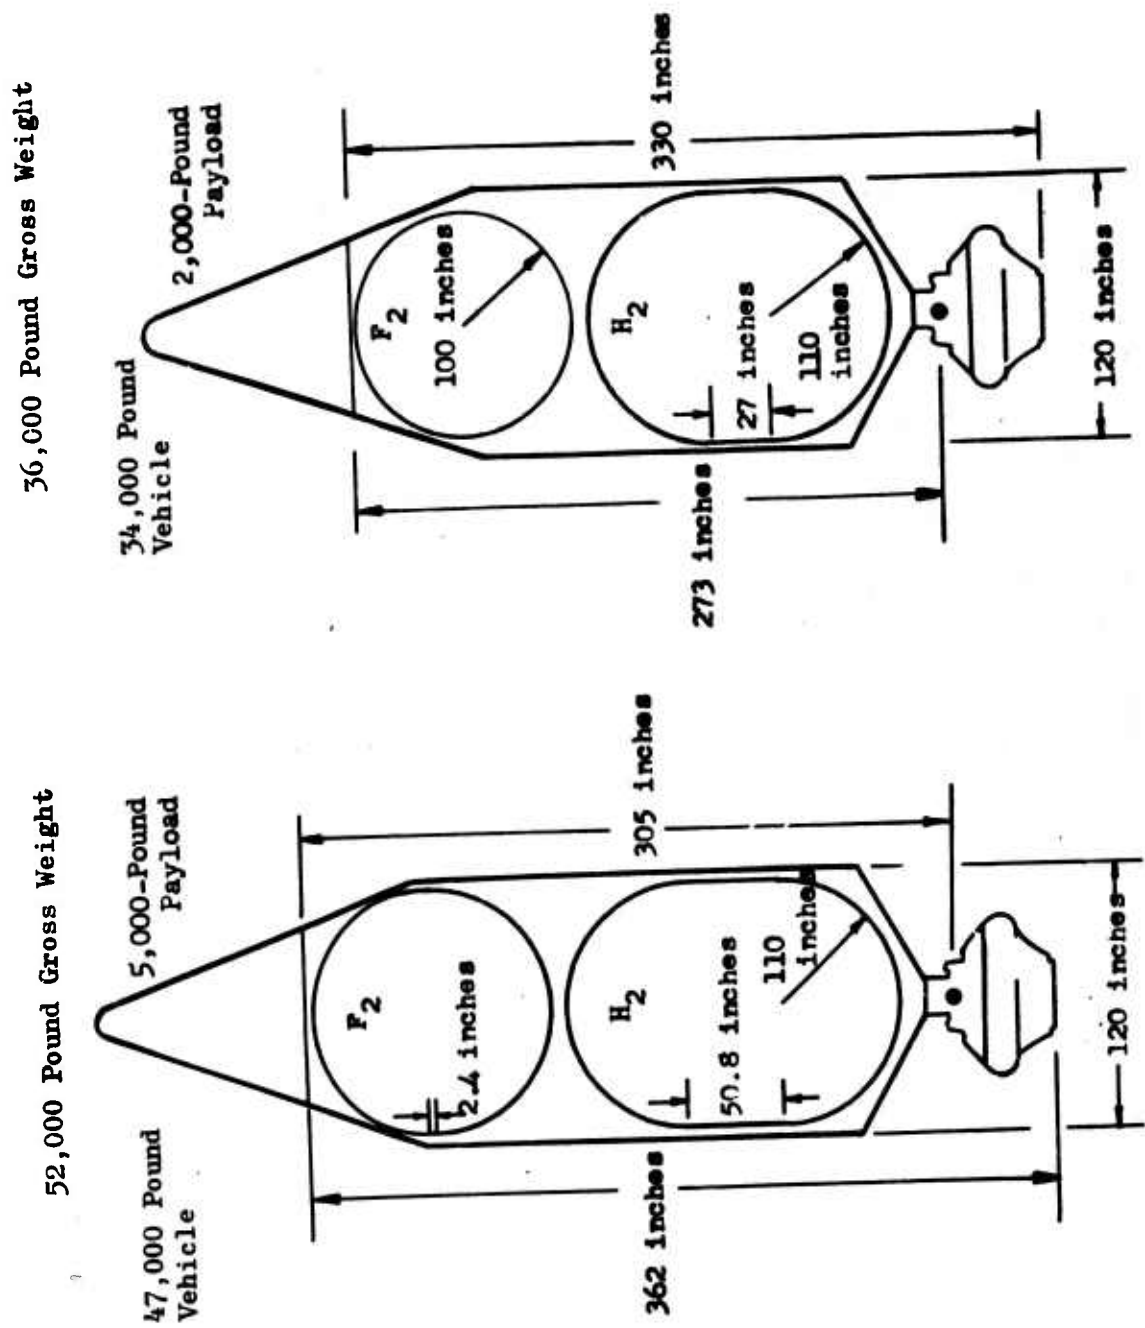 36,000 Pound Gross Weight
34,000 Pound
Vehicle
2,000-Pound
Payload
F2
100 inches
H2
27 inches
110
inches
273 inches
330 inches
120 inches
52,000 Pound Gross Weight
47,000 Pound
Vehicle
5,000-Pound
Payload
F2
2.4 inches
H2
50.8 inches
110
inches
362 inches
305 inches
120 inches